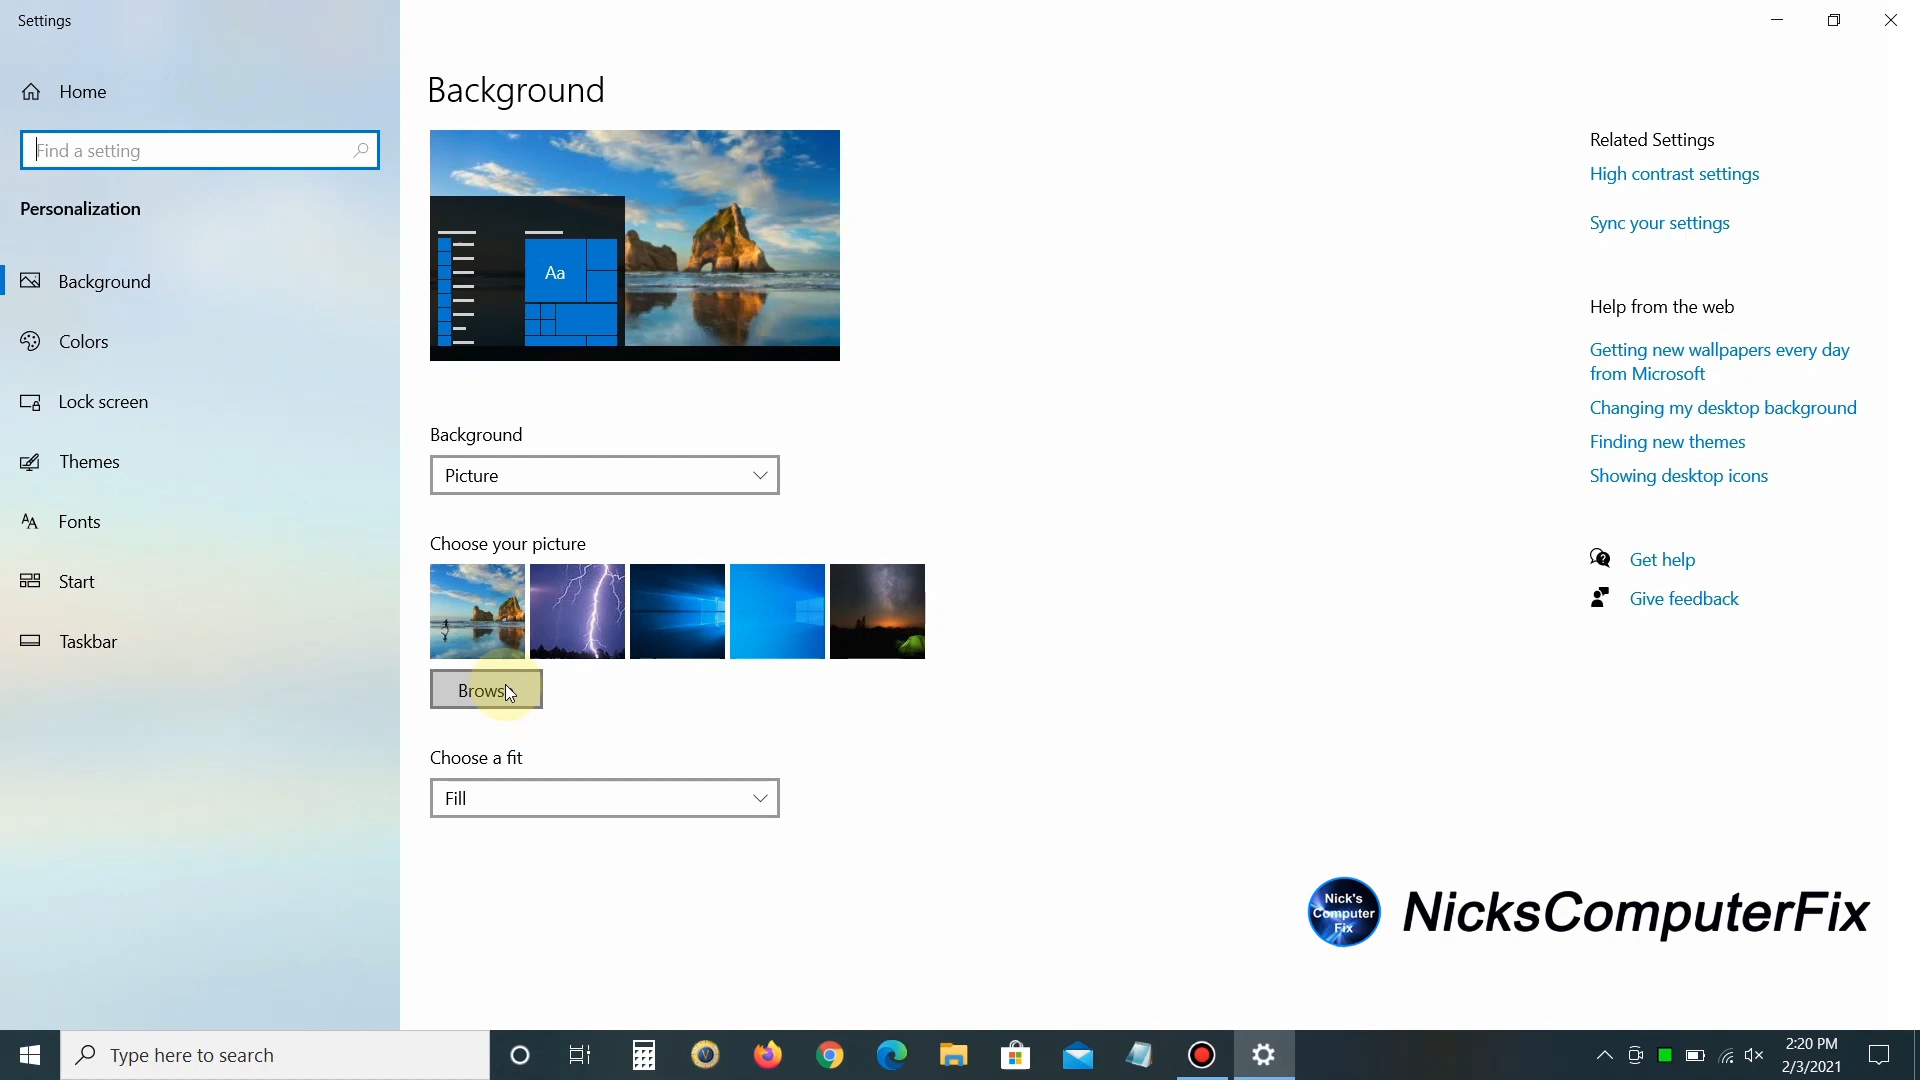 Settings
Home
Find a setting
Personalization
Background
Colors
Lock screen
Themes
Fonts
Start
Taskbar
Background
Aa
Background
Picture
Choose your picture
Brows
Choose a fit
Fill
Related Settings
High contrast settings
Sync your settings
Help from the web
Getting new wallpapers every day
from Microsoft
Changing my desktop background
Finding new themes
Showing desktop icons
Get help
Give feedback
Nick's
Computer
Fix
NicksComputerFix
Type here to search
2:20 PM
2/3/2021